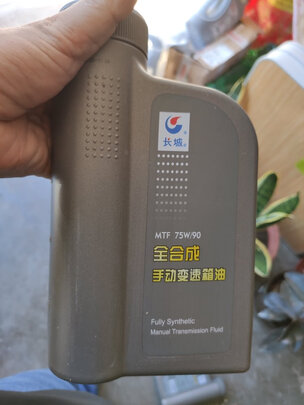 长城
MTF 75W/90
全合成
手动变速箱油
Fully Synthetic
Manual Transmission Fluid